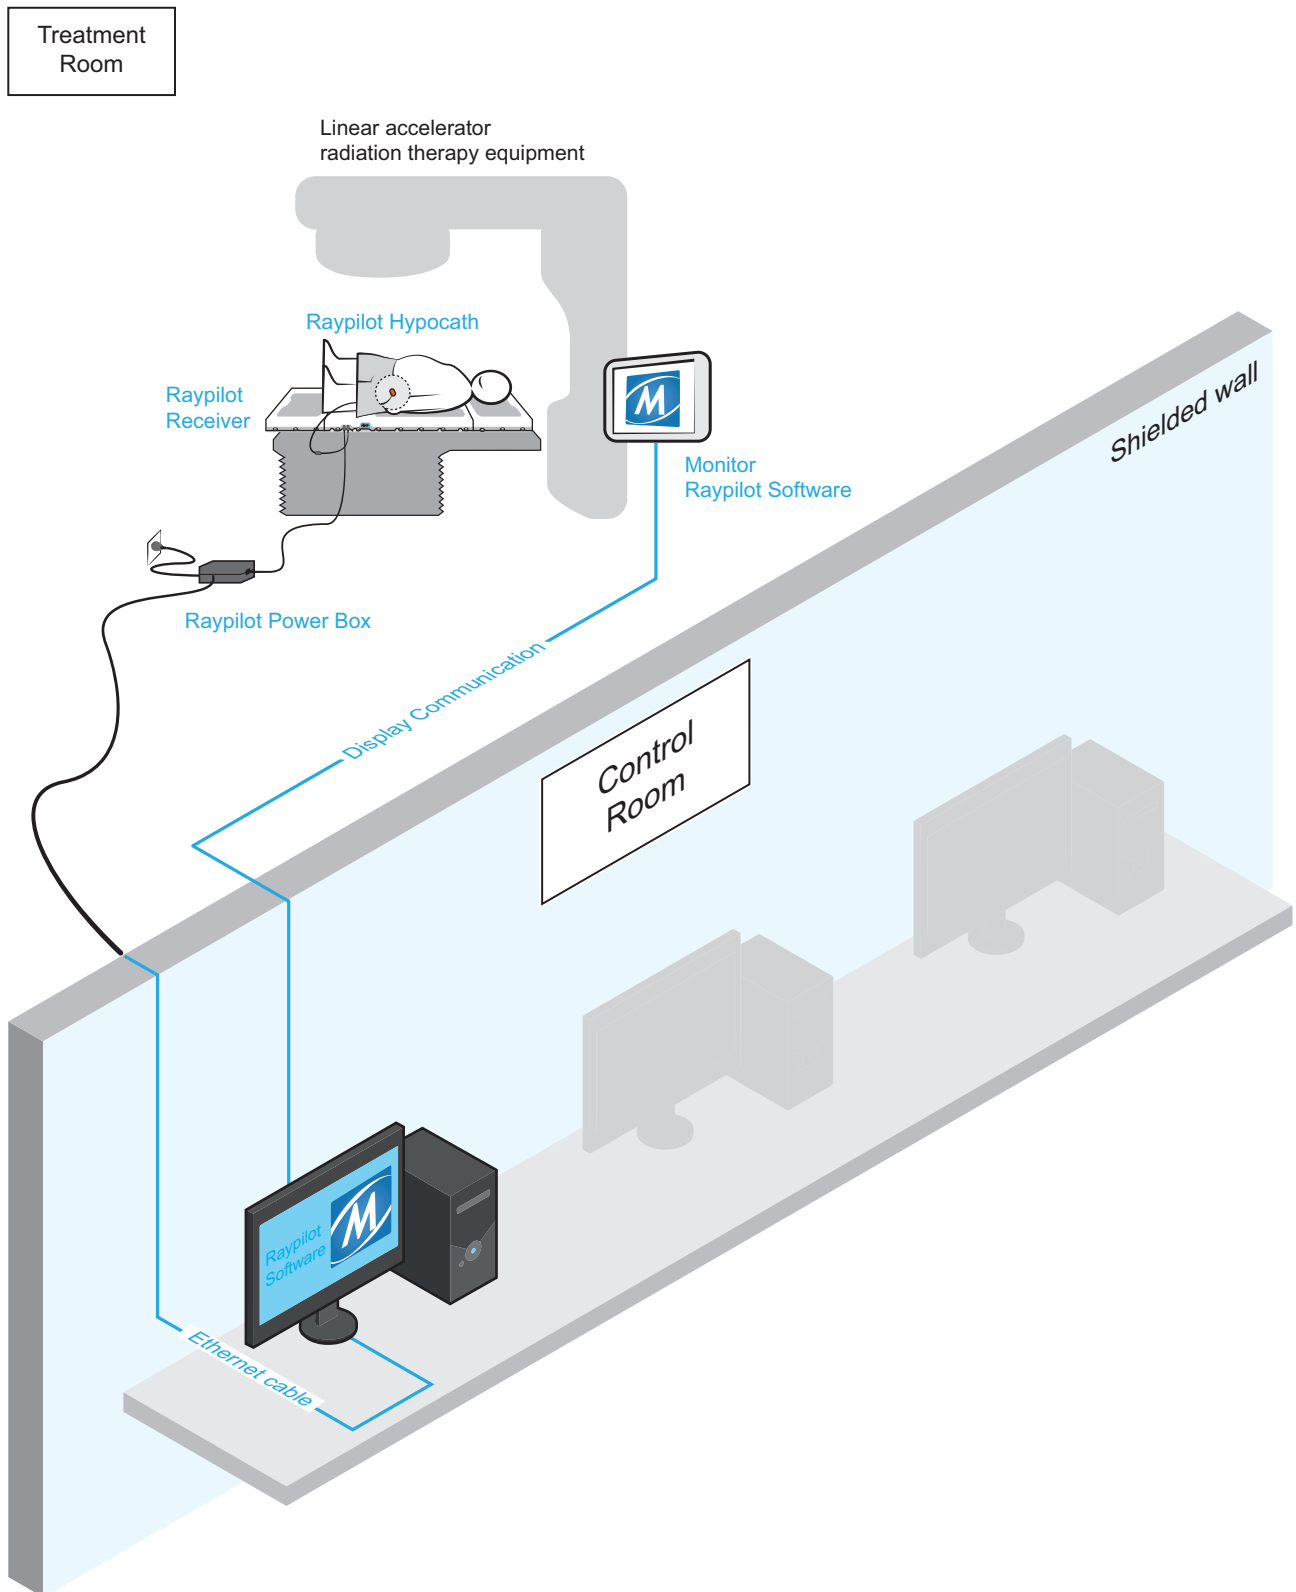 Treatment
Room
Linear accelerator
radiation therapy equipment
Raypilot Hypocath
Raypilot
Receiver
M
Monitor
Raypilot Software
Shielded wall
Raypilot Power Box
Display Communication
Control
Room
Raypilot
Software
M
Ethernet cable